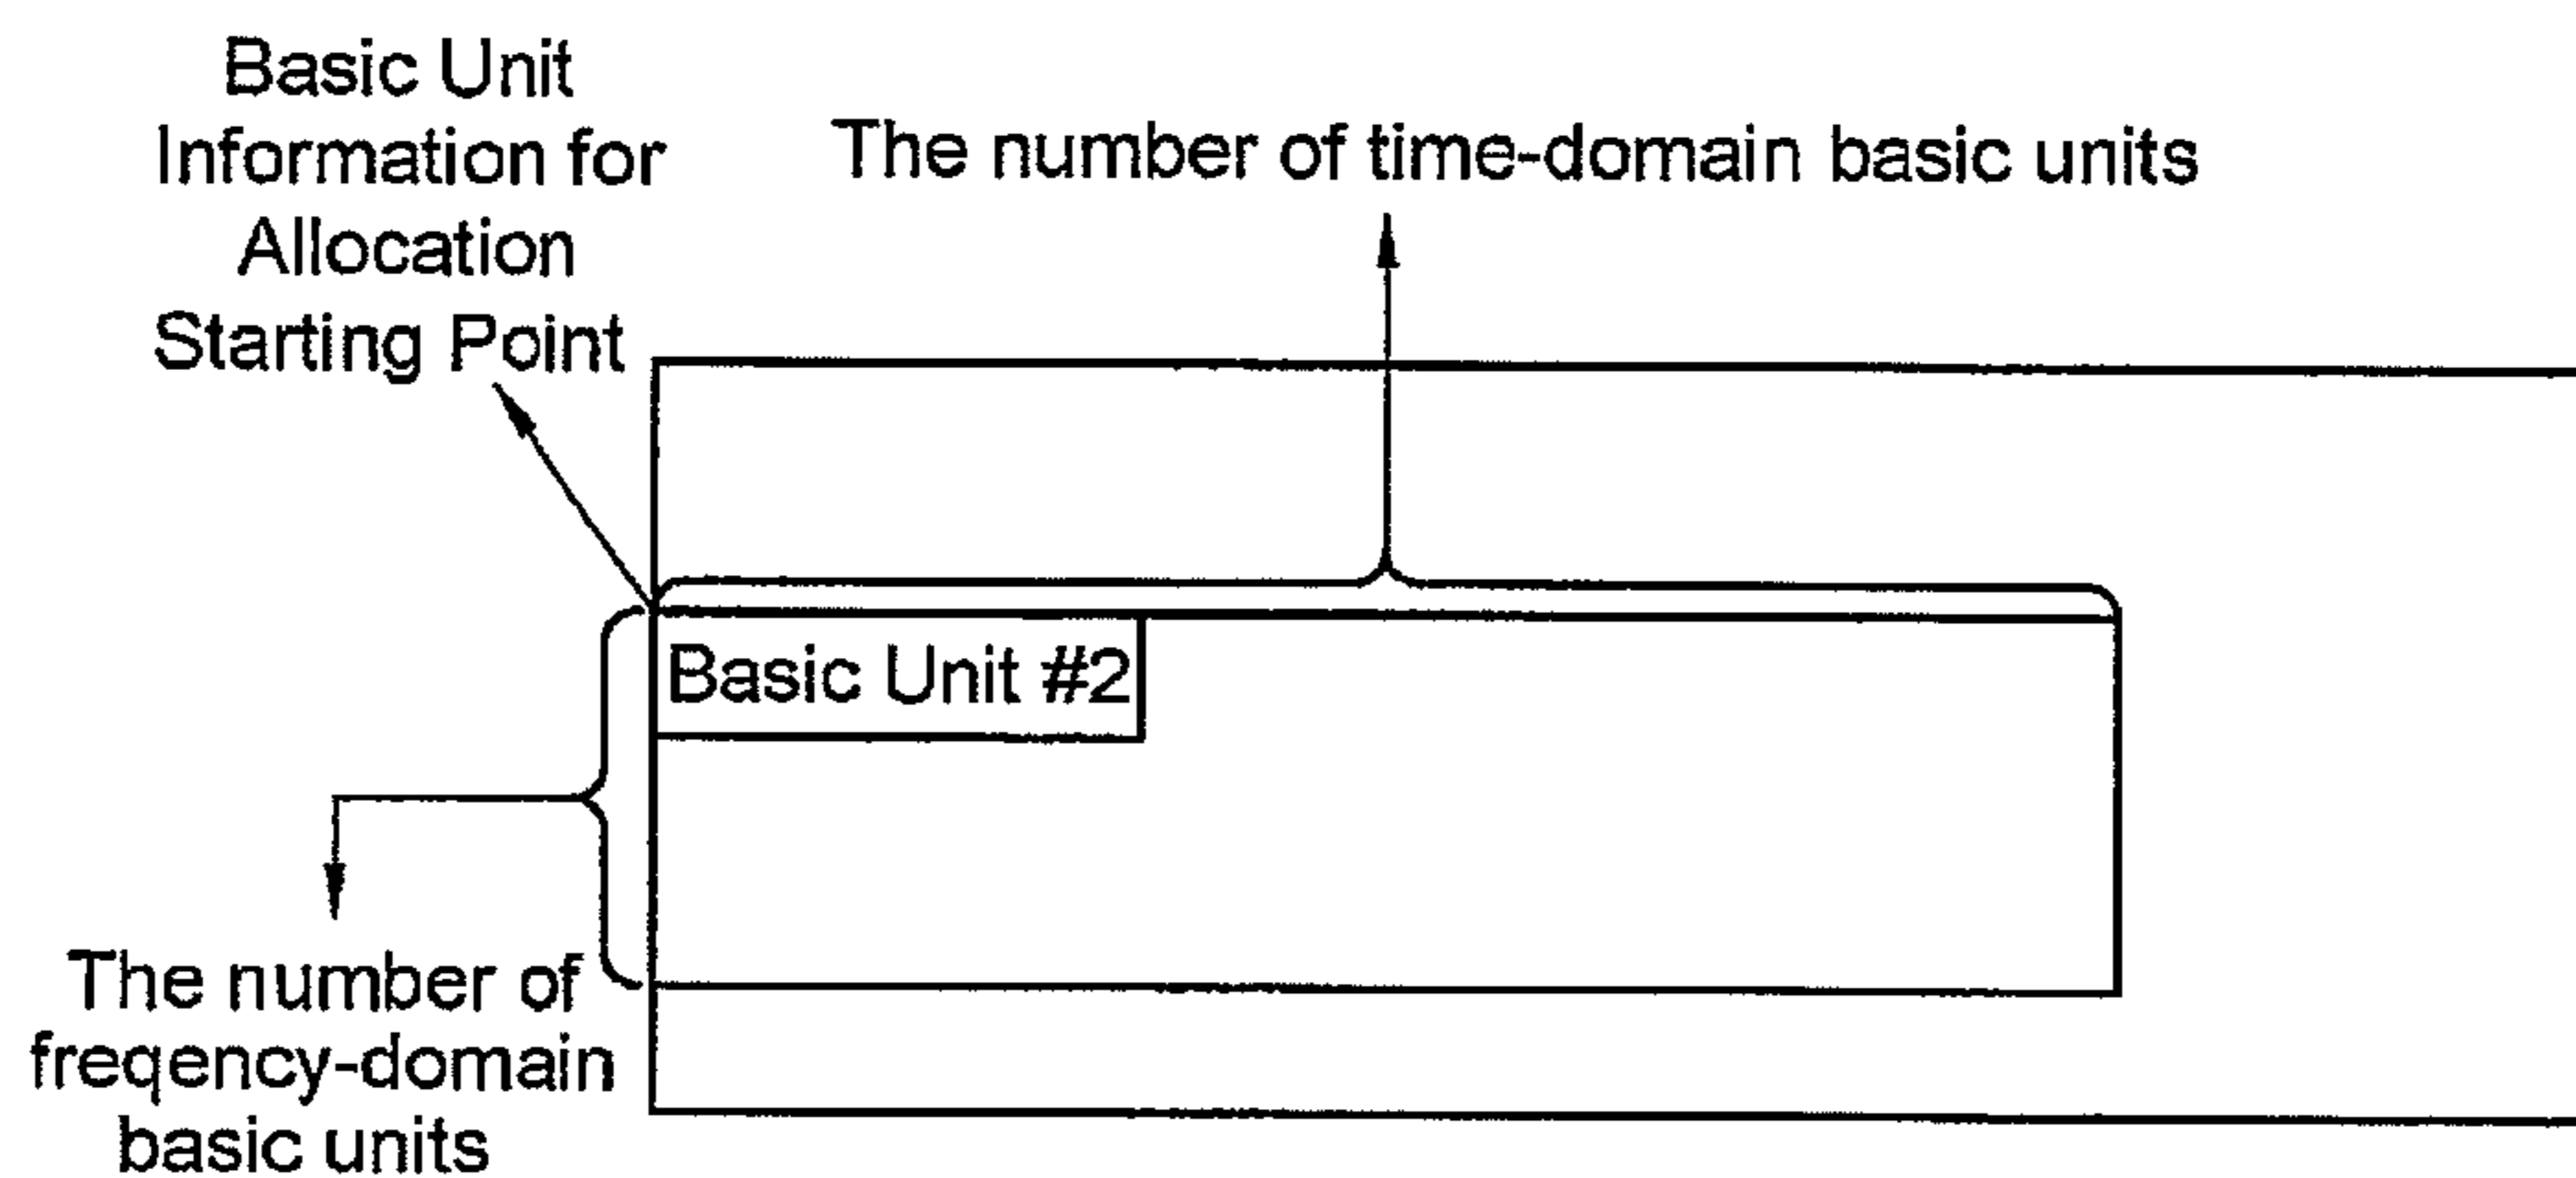 Basic Unit
Information for
Allocation
Starting Point
The number of time-domain basic units
Basic Unit #2
The number of
freqency-domain
basic units